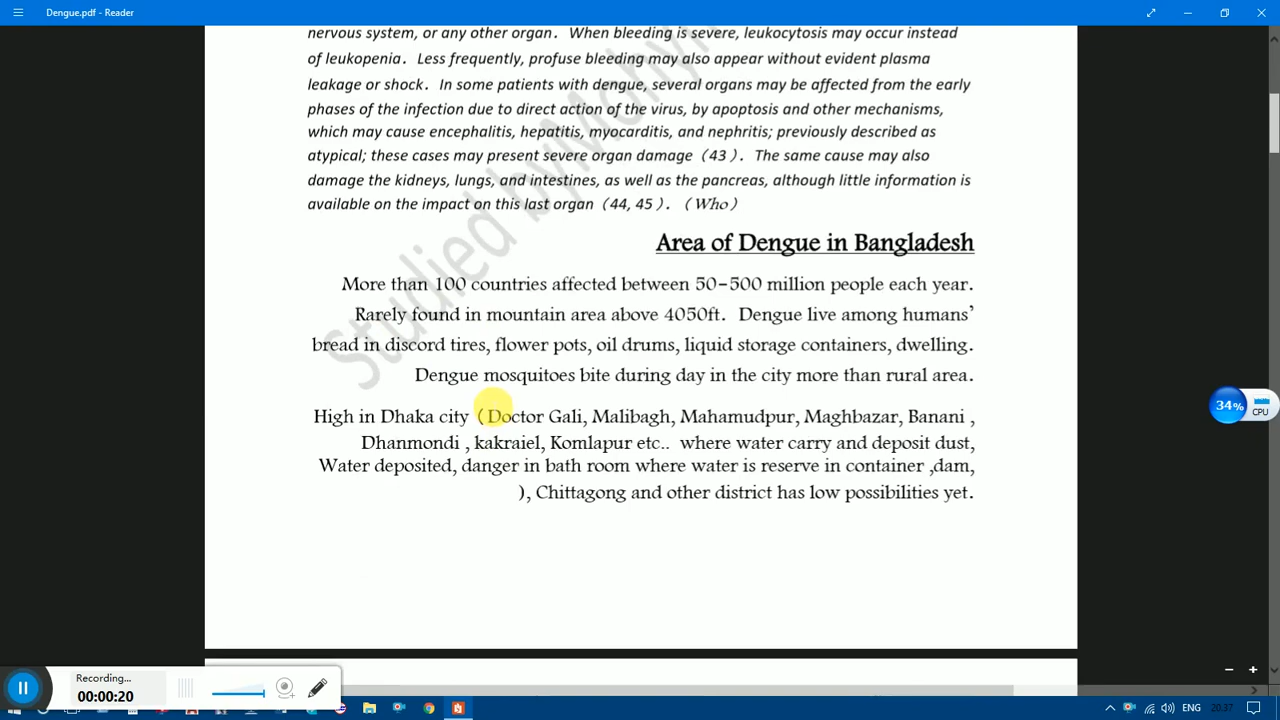 Dengue.pdf - Reader
nervous system, or any other organ. When bleeding is severe, leukocytosis may occur instead
of leukopenia. Less frequently, profuse bleeding may also appear without evident plasma
leakage or shock. In some patients with dengue, several organs may be affected from the early
phases of the infection due to direct action of the virus, by apoptosis and other mechanisms,
which may cause encephalitis, hepatitis, myocarditis, and nephritis; previously described as
atypical; these cases may present severe organ damage (43). The same cause may also
damage the kidneys, lungs, and intestines, as well as the pancreas, although little information is
available on the impact on this last organ (44, 45). (Who)
Area of Dengue in Bangladesh
More than 100 countries affected between 50-500 million people each year.
Rarely found in mountain area above 4050ft. Dengue live among humans'
bread in discord tires, flower pots, oil drums, liquid storage containers, dwelling.
Dengue mosquitoes bite during day in the city more than rural area.
High in Dhaka city (Doctor Gali, Malibagh, Mahamudpur, Maghbazar, Banani ,
Dhanmondi , kakraiel, Komlapur etc.. where water carry and deposit dust,
Water deposited, danger in bath room where water is reserve in container ,dam,
), Chittagong and other district has low possibilities yet.
Studied by
34%
CPU
Recording...
00:00:20
ENG
20.37